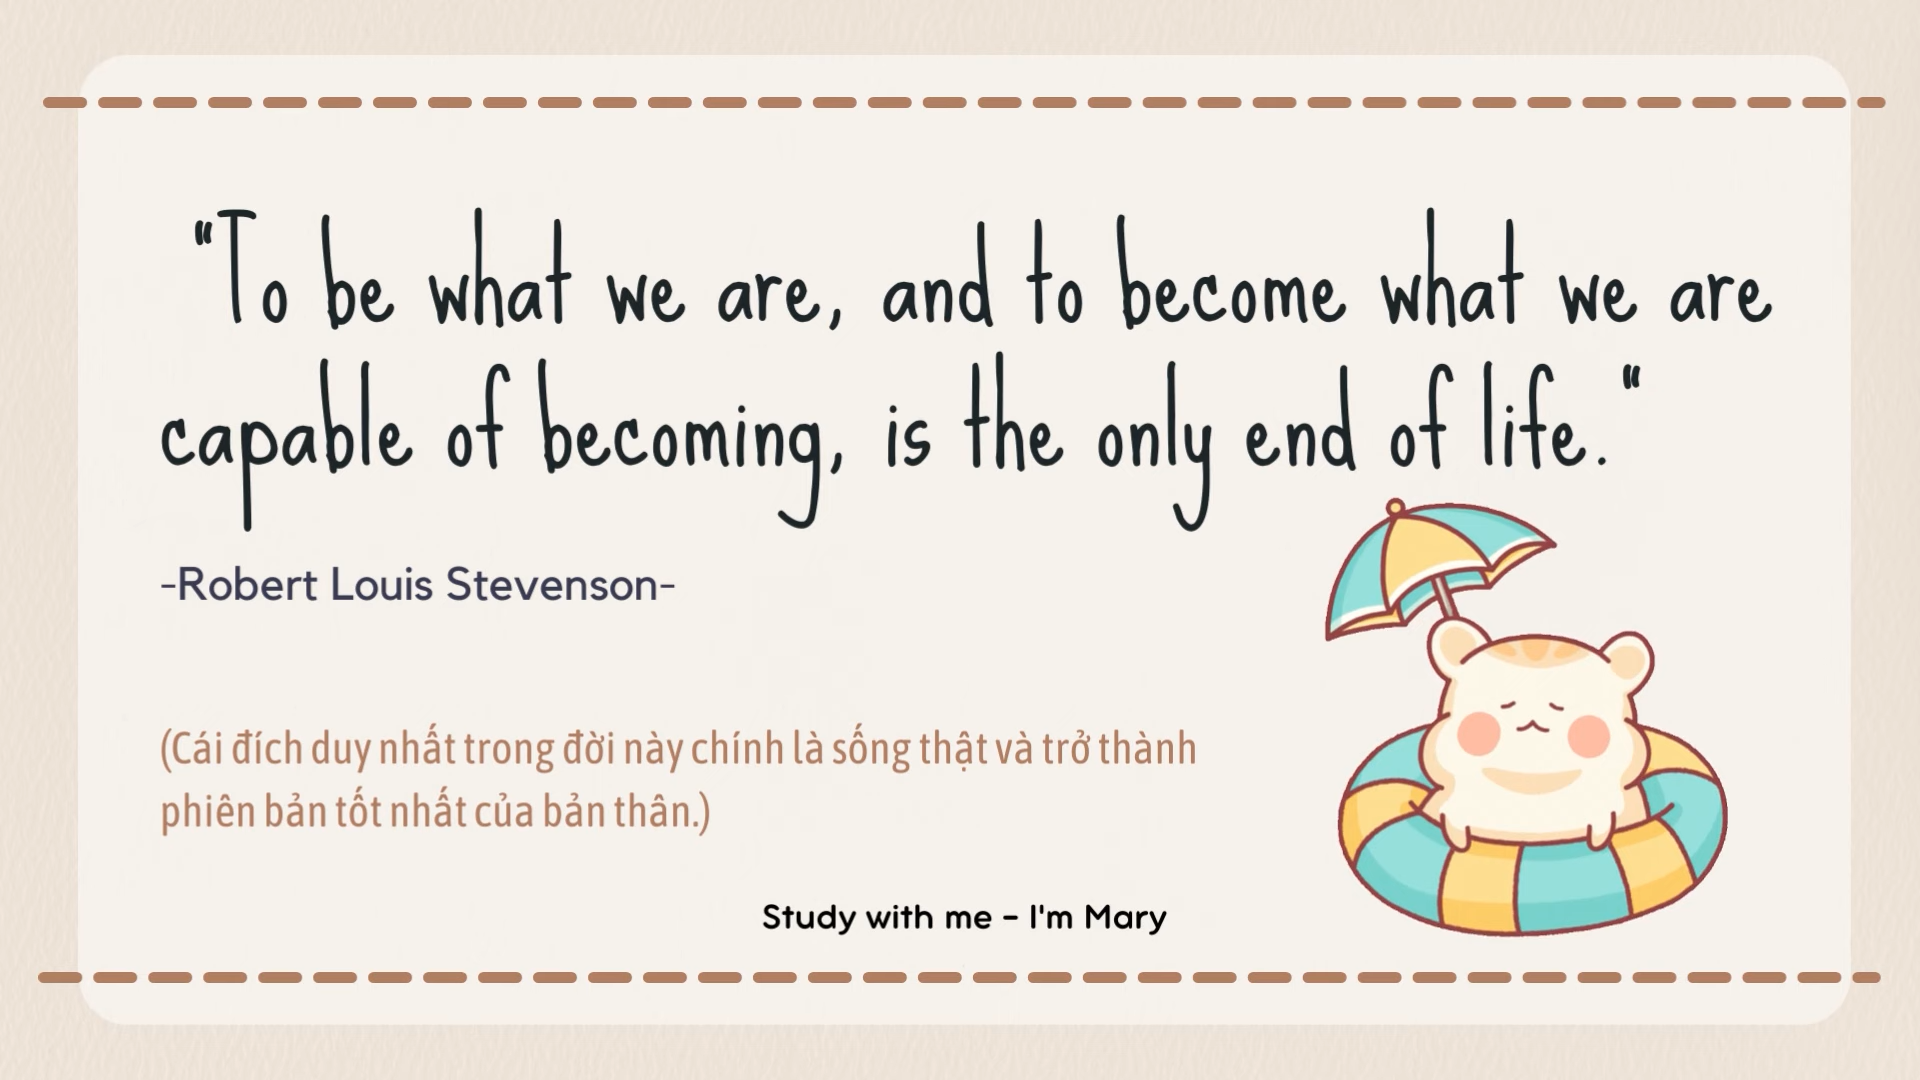 "To be what we are, and to become what we are
capable of becoming, is the only end of life."
-Robert Louis Stevenson-
(Cái đích duy nhất trong đời này chính là sống thật và trở thành
phiên bản tốt nhất của bản thân.)
Study with me - I'm Mary